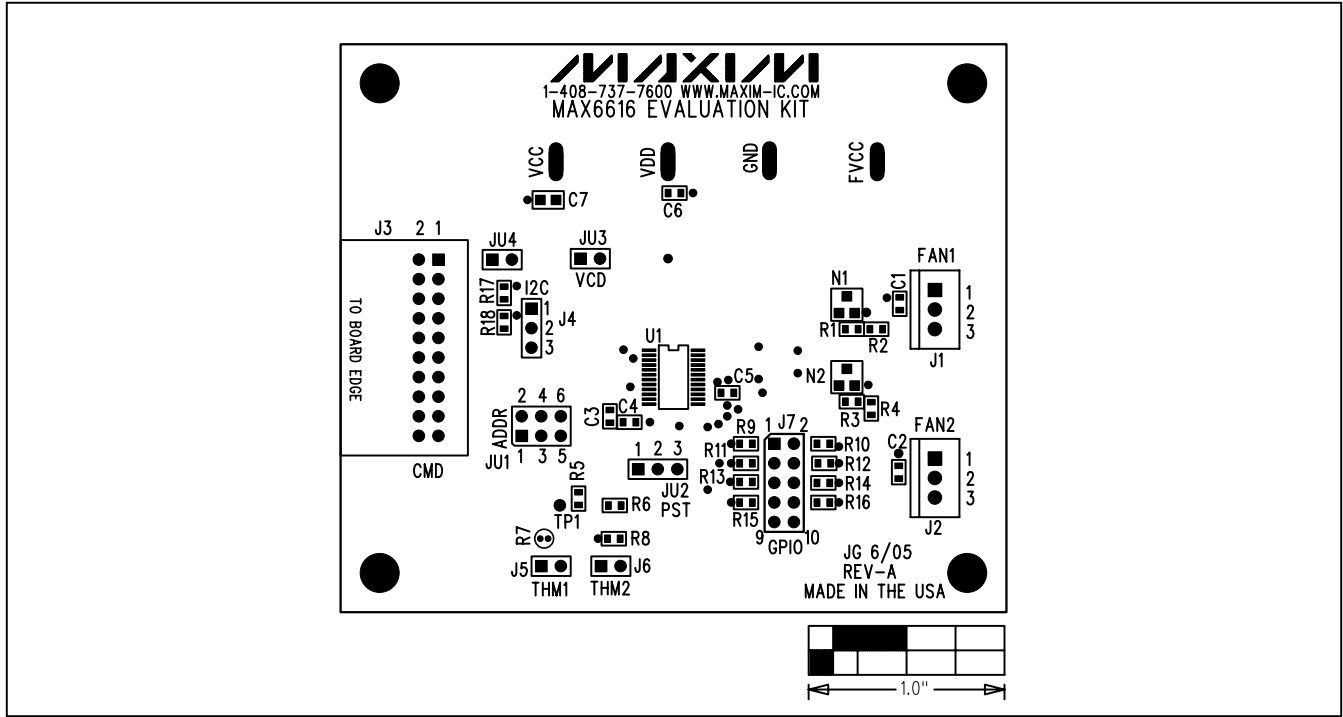 MAXIM
1-408-737-7600 WWW.MAXIM-IC.COM
MAX6616 EVALUATION KIT
VCC
VDD
GND
FVCC
C7
C6
J3 2 1
JU4
JU3
VCD
FAN1
N1
C1
1
2
3
R1
R2
J1
R17
I2C
R18
1
2
3
J4
TO BOARD EDGE
U1
C5
N2
R3
R4
FAN2
2 4 6
ADDR
C3
C4
JU1
1 3 5
CMD
1 2 3
JU2
PST
R9
1 J7 2
R10
R11
R12
R13
R14
R15
R16
9 10
GPIO
C2
1
2
3
J2
R5
TP1
R6
R7
R8
J5
J6
THM1
THM2
JG 6/05
REV-A
MADE IN THE USA
1.0"